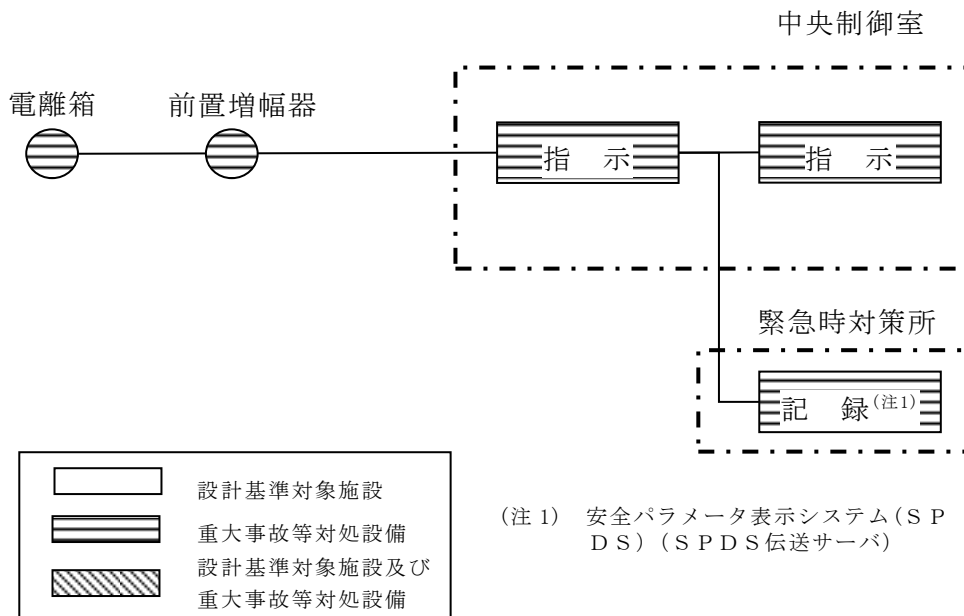 中央制御室
電離箱
前置増幅器
指 示
指 示
緊急時対策所
記 録(注1)
設計基準対象施設
重大事故等対処設備
設計基準対象施設及び
重大事故等対処設備
(注1) 安全パラメータ表示システム(SP
DS)(SPDS伝送サーバ)